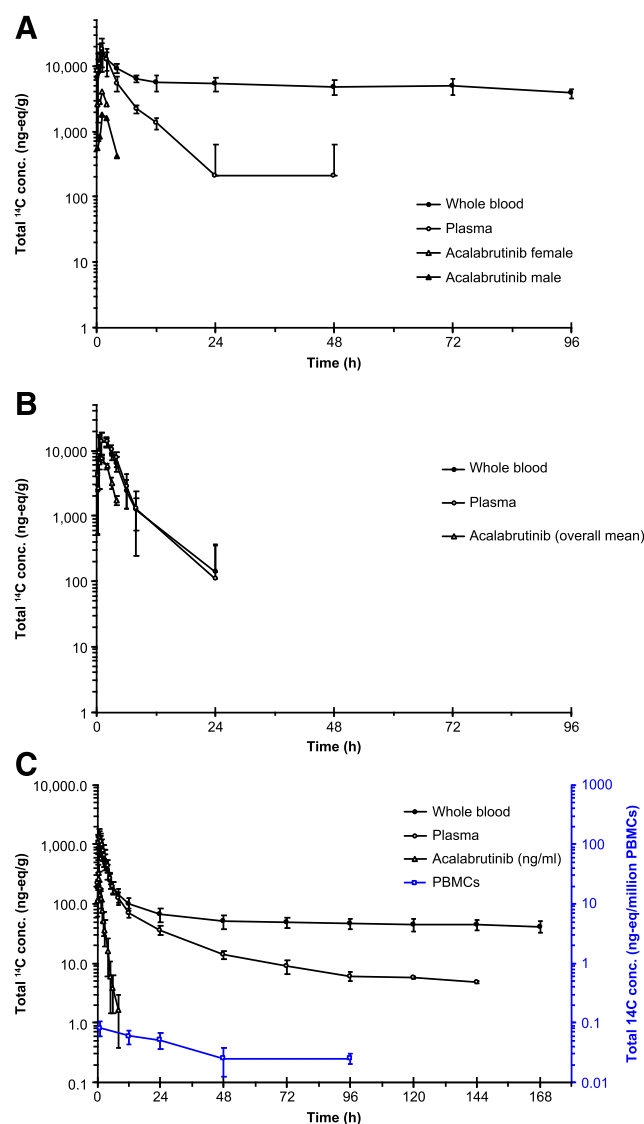 A
Total ¹⁴C conc. (ng-eq/g)
10,000
1,000
100
10
1
0 24 48 72 96
Time (h)
Whole blood
Plasma
Acalabrutinib female
Acalabrutinib male
B
Total ¹⁴C conc. (ng-eq/g)
10,000
1,000
100
10
1
0 24 48 72 96
Time (h)
Whole blood
Plasma
Acalabrutinib (overall mean)
C
Total ¹⁴C conc. (ng-eq/g)
10,000.0
1,000.0
100.0
10.0
1.0
0.1
0 24 48 72 96 120 144 168
Time (h)
Whole blood
Plasma
Acalabrutinib (ng/ml)
PBMCs
1000
100
10
1
0.1
0.01
Total 14C conc. (ng-eq/million PBMCs)